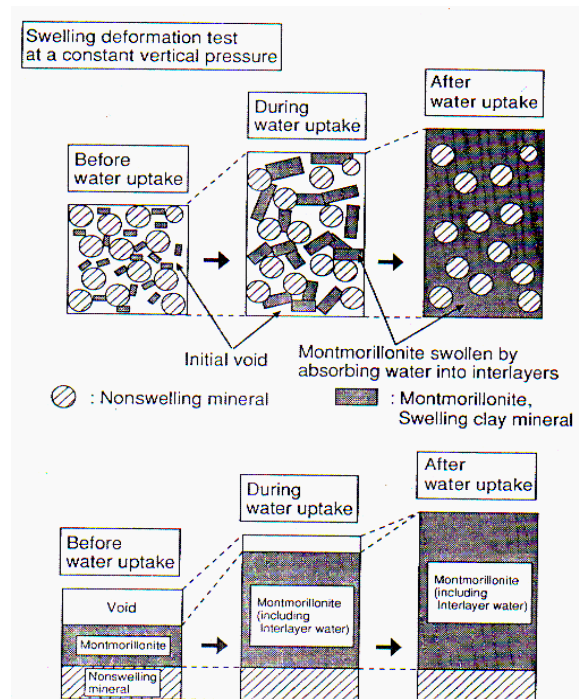 Swelling deformation test
at a constant vertical pressure
Before
water uptake
During
water uptake
After
water uptake
Initial void
Montmorillonite swollen by
absorbing water into interlayers
: Nonswelling mineral
: Montmorillonite,
Swelling clay mineral
Before
water uptake
During
water uptake
After
water uptake
Void
Montmorillonite
Nonswelling
mineral
Montmorillonite
(including
Interlayer water)
Montmorillonite
(including
Interlayer water)